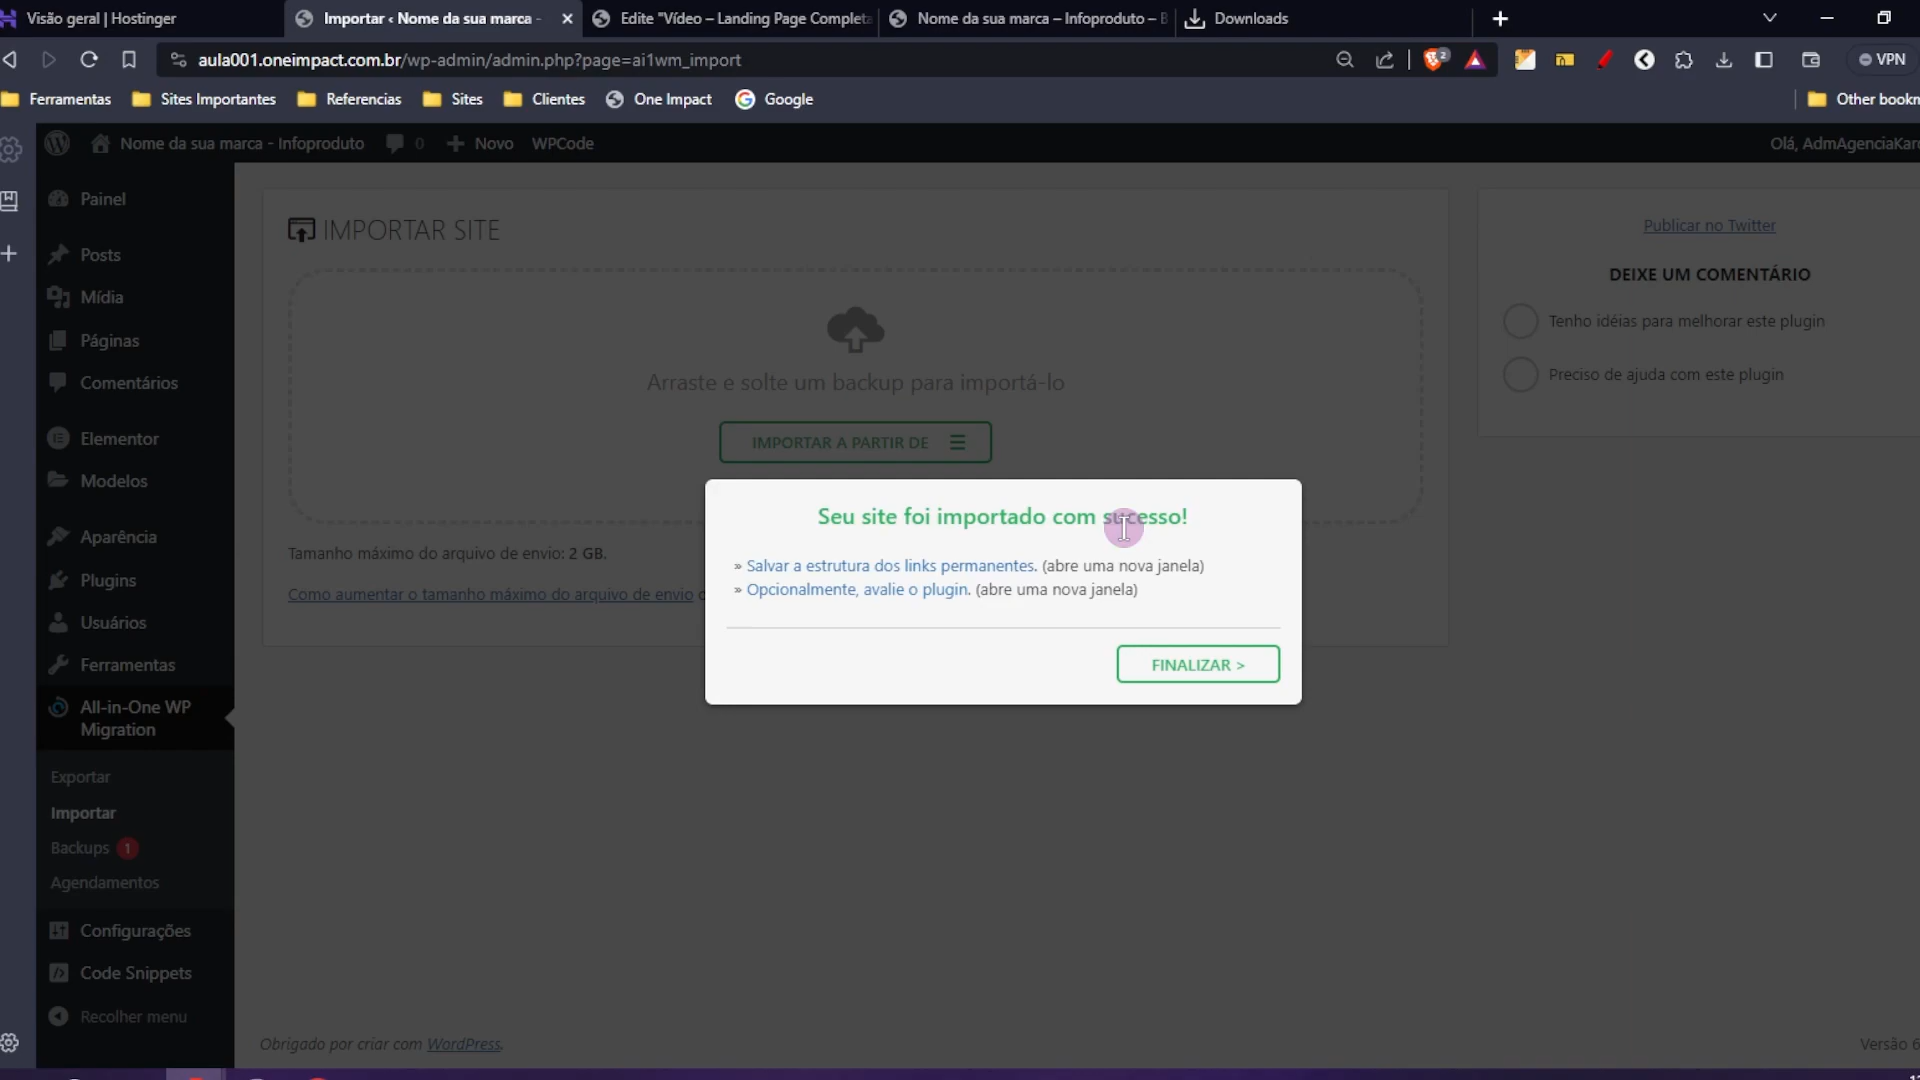 Visão geral | Hostinger
Importar ‹ Nome da sua marca -
Edite "Vídeo – Landing Page Completa
Nome da sua marca – Infoproduto –
Downloads
aula001.oneimpact.com.br/wp-admin/admin.php?page=ai1wm_import
2
VPN
Ferramentas
Sites Importantes
Referencias
Sites
Clientes
One Impact
Google
Other bookm
Nome da sua marca - Infoproduto
0
Novo
WPCode
Olá, AdmAgenciaKar
Painel
Posts
Mídia
Páginas
Comentários
Elementor
Modelos
Aparência
Plugins
Usuários
Ferramentas
All-in-One WP
Migration
Exportar
Importar
Backups 1
Agendamentos
Configurações
Code Snippets
Recolher menu
IMPORTAR SITE
Arraste e solte um backup para importá-lo
IMPORTAR A PARTIR DE
Tamanho máximo do arquivo de envio: 2 GB.
Como aumentar o tamanho máximo do arquivo de envio
Publicar no Twitter
DEIXE UM COMENTÁRIO
Tenho idéias para melhorar este plugin
Preciso de ajuda com este plugin
Seu site foi importado com sucesso!
» Salvar a estrutura dos links permanentes. (abre uma nova janela)
» Opcionalmente, avalie o plugin. (abre uma nova janela)
FINALIZAR >
Obrigado por criar com WordPress.
Versão 6